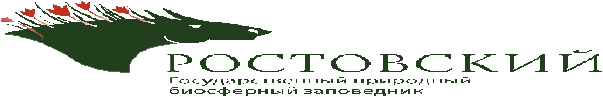 РОСТОВСКИЙ
Государственный природный
биосферный заповедник